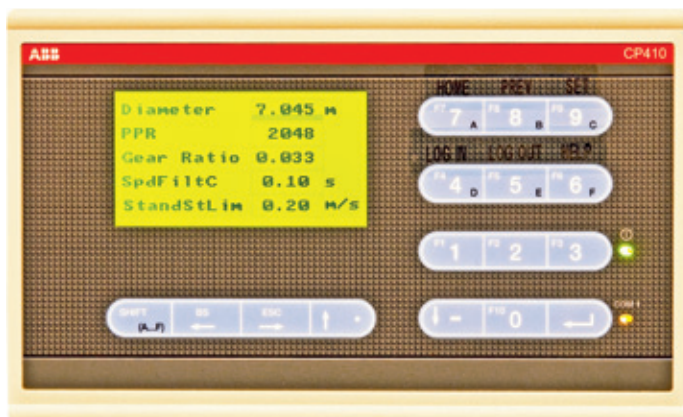 ABB
CP410
Diameter 7.045 m
PPR 2048
Gear Ratio 0.033
SpdFiltC 0.10 s
StandStLim 0.20 m/s
HOME PREV SET
F7 7 A F8 8 B F9 9 C
LOG IN LOG OUT HELP
F4 4 D F5 5 E F6 6 F
F1 1 F2 2 F3 3
SHIFT (A...F) BS ESC
F10 0
COM 1